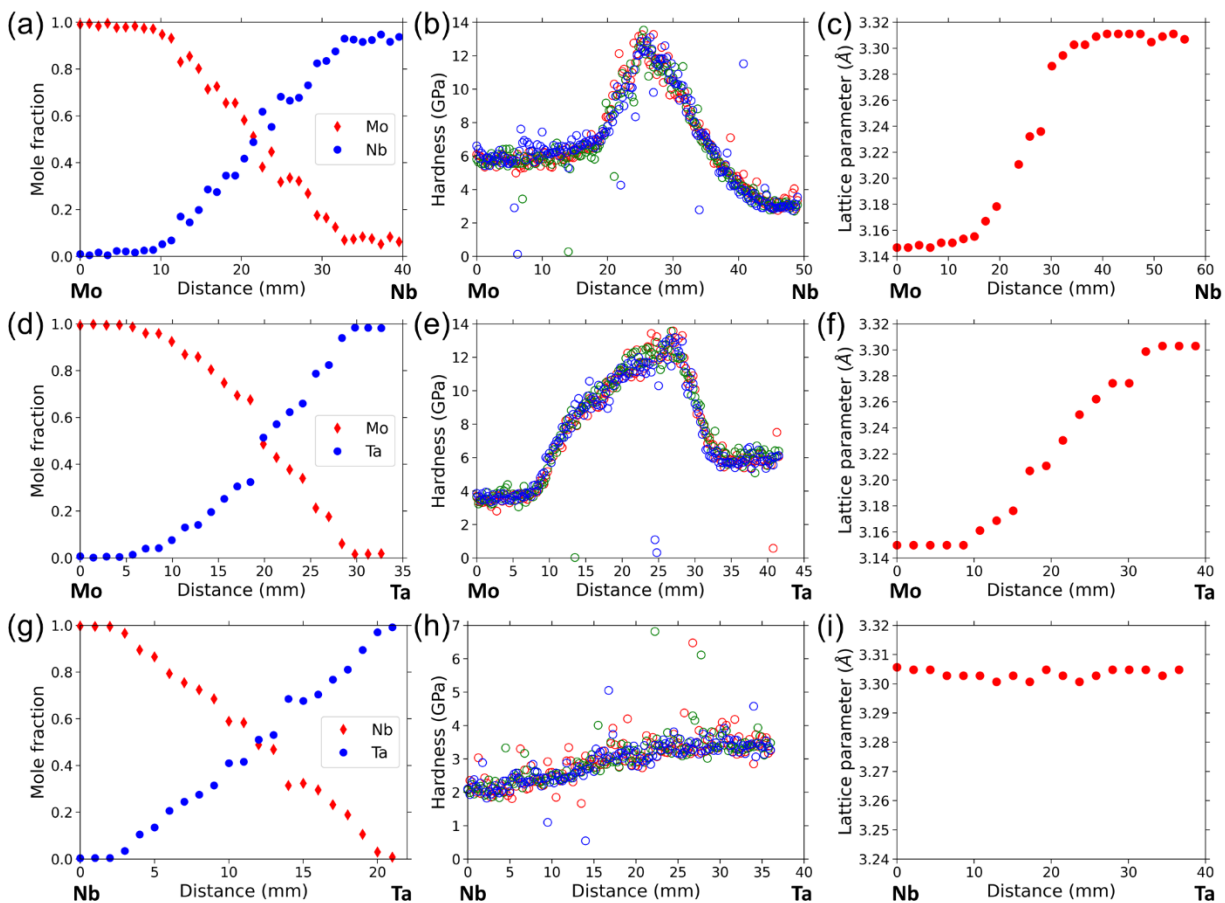 (a)
1.0
0.8
0.6
0.4
0.2
0.0
Mole fraction
Mo
Nb
0 10 20 30 40
Mo Distance (mm) Nb
(b)
14
12
10
8
6
4
2
0
Hardness (GPa)
0 10 20 30 40 50
Mo Distance (mm) Nb
(c)
3.32
3.30
3.28
3.26
3.24
3.22
3.20
3.18
3.16
3.14
Lattice parameter (Å)
0 10 20 30 40 50 60
Mo Distance (mm) Nb
(d)
1.0
0.8
0.6
0.4
0.2
0.0
Mole fraction
Mo
Ta
0 5 10 15 20 25 30 35
Mo Distance (mm) Ta
(e)
14
12
10
8
6
4
2
0
Hardness (GPa)
0 5 10 15 20 25 30 35 40 45
Mo Distance (mm) Ta
(f)
3.32
3.30
3.28
3.26
3.24
3.22
3.20
3.18
3.16
3.14
Lattice parameter (Å)
0 10 20 30 40
Mo Distance (mm) Ta
(g)
1.0
0.8
0.6
0.4
0.2
0.0
Mole fraction
Nb
Ta
0 5 10 15 20
Nb Distance (mm) Ta
(h)
7
6
5
4
3
2
1
0
Hardness (GPa)
0 5 10 15 20 25 30 35 40
Nb Distance (mm) Ta
(i)
3.32
3.31
3.30
3.29
3.28
3.27
3.26
3.25
3.24
Lattice parameter (Å)
0 10 20 30 40
Nb Distance (mm) Ta